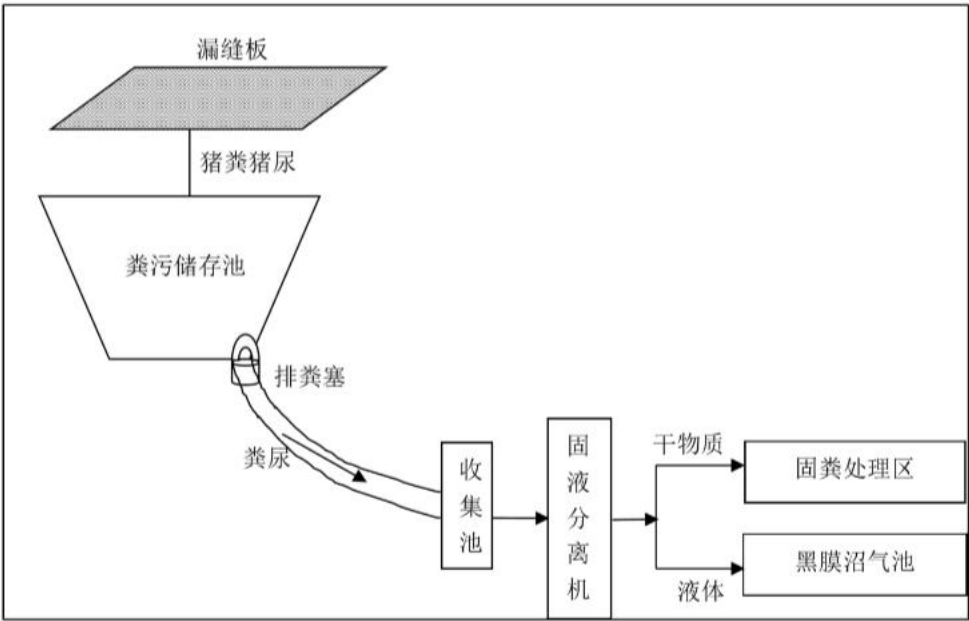 漏缝板
猪粪猪尿
粪污储存池
排粪塞
粪尿
收集池
固液分离机
干物质
固粪处理区
液体
黑膜沼气池